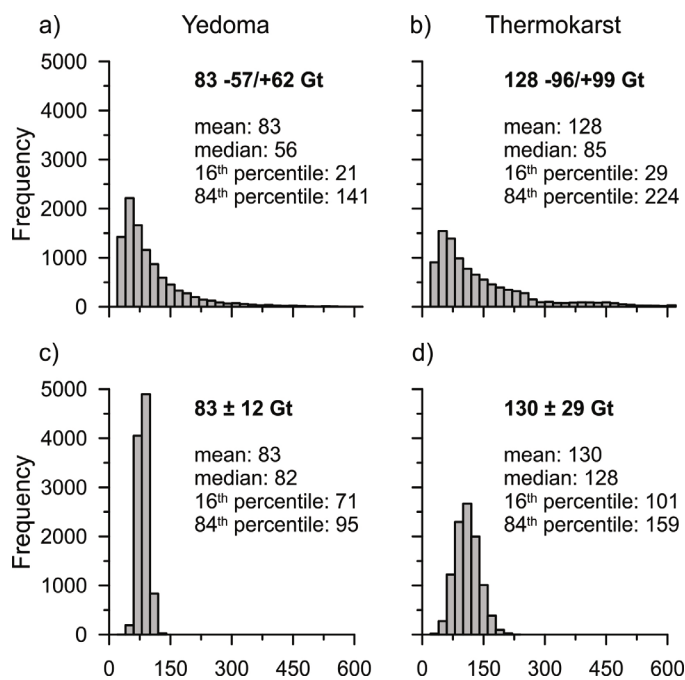 a) Yedoma
b) Thermokarst
Frequency
5000
4000
3000
2000
1000
0
83 -57/+62 Gt
mean: 83
median: 56
16th percentile: 21
84th percentile: 141
128 -96/+99 Gt
mean: 128
median: 85
16th percentile: 29
84th percentile: 224
c)
d)
Frequency
5000
4000
3000
2000
1000
0
83 ± 12 Gt
mean: 83
median: 82
16th percentile: 71
84th percentile: 95
130 ± 29 Gt
mean: 130
median: 128
16th percentile: 101
84th percentile: 159
0 150 300 450 600
0 150 300 450 600